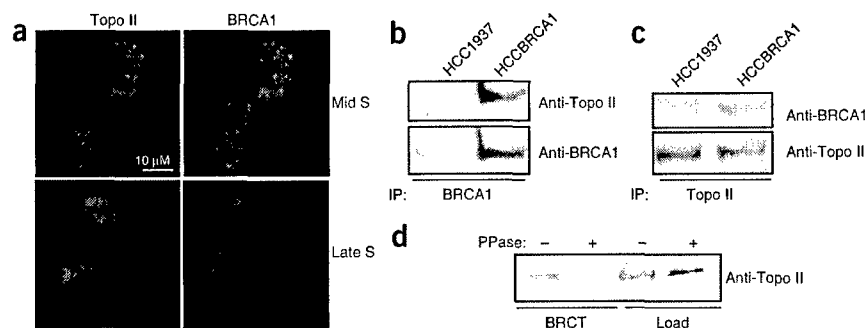 a
Topo II
BRCA1
Mid S
10 μM
Late S
b
HCC1937
HCCBRCA1
Anti-Topo II
Anti-BRCA1
IP:
BRCA1
c
HCC1937
HCCBRCA1
Anti-BRCA1
Anti-Topo II
IP:
Topo II
d
PPase: – + – +
Anti-Topo II
BRCT
Load